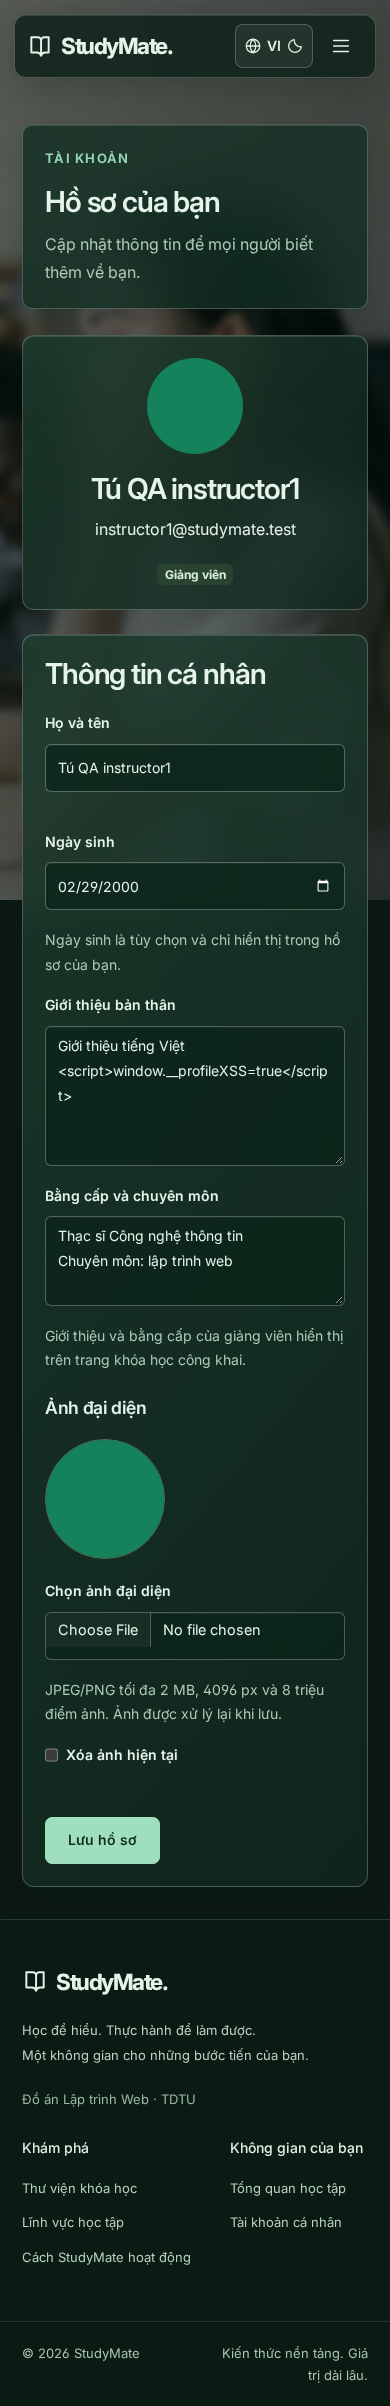 StudyMate.
VI
TÀI KHOẢN
Hồ sơ của bạn
Cập nhật thông tin để mọi người biết
thêm về bạn.
Tú QA instructor1
instructor1@studymate.test
Giảng viên
Thông tin cá nhân
Họ và tên
Tú QA instructor1
Ngày sinh
02/29/2000
Ngày sinh là tùy chọn và chỉ hiển thị trong hồ
sơ của bạn.
Giới thiệu bản thân
Giới thiệu tiếng Việt
<script>window.__profileXSS=true</scrip
t>
Bằng cấp và chuyên môn
Thạc sĩ Công nghệ thông tin
Chuyên môn: lập trình web
Giới thiệu và bằng cấp của giảng viên hiển thị
trên trang khóa học công khai.
Ảnh đại diện
Chọn ảnh đại diện
Choose File No file chosen
JPEG/PNG tối đa 2 MB, 4096 px và 8 triệu
điểm ảnh. Ảnh được xử lý lại khi lưu.
Xóa ảnh hiện tại
Lưu hồ sơ
StudyMate.
Học để hiểu. Thực hành để làm được.
Một không gian cho những bước tiến của bạn.
Đồ án Lập trình Web · TDTU
Khám phá
Thư viện khóa học
Lĩnh vực học tập
Cách StudyMate hoạt động
Không gian của bạn
Tổng quan học tập
Tài khoản cá nhân
© 2026 StudyMate
Kiến thức nền tảng. Giá
trị dài lâu.